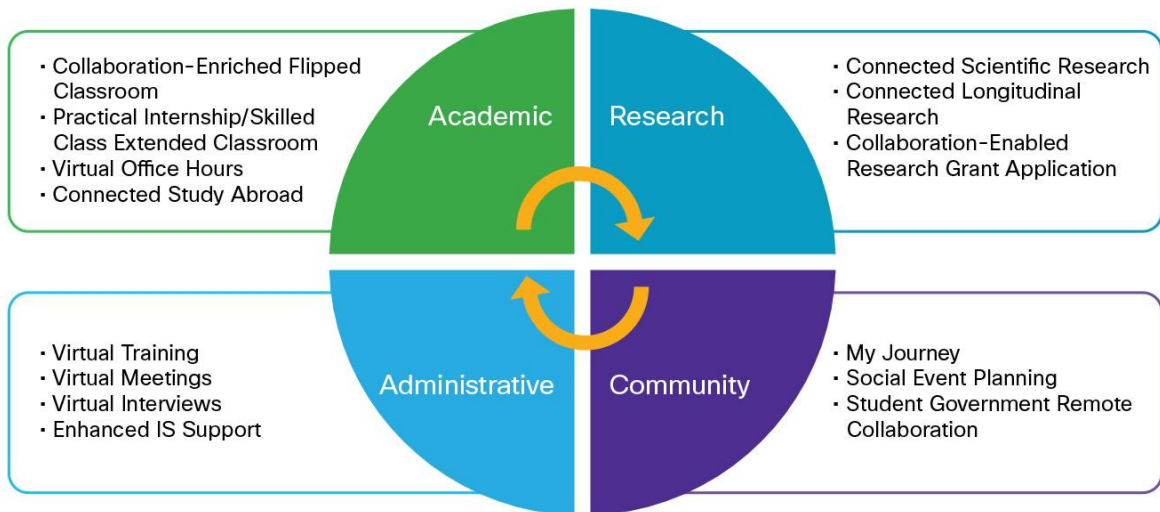 · Collaboration-Enriched Flipped
Classroom
· Practical Internship/Skilled
Class Extended Classroom
· Virtual Office Hours
· Connected Study Abroad
Academic
Research
· Connected Scientific Research
· Connected Longitudinal
Research
· Collaboration-Enabled
Research Grant Application
· Virtual Training
· Virtual Meetings
· Virtual Interviews
· Enhanced IS Support
Administrative
Community
· My Journey
· Social Event Planning
· Student Government Remote
Collaboration